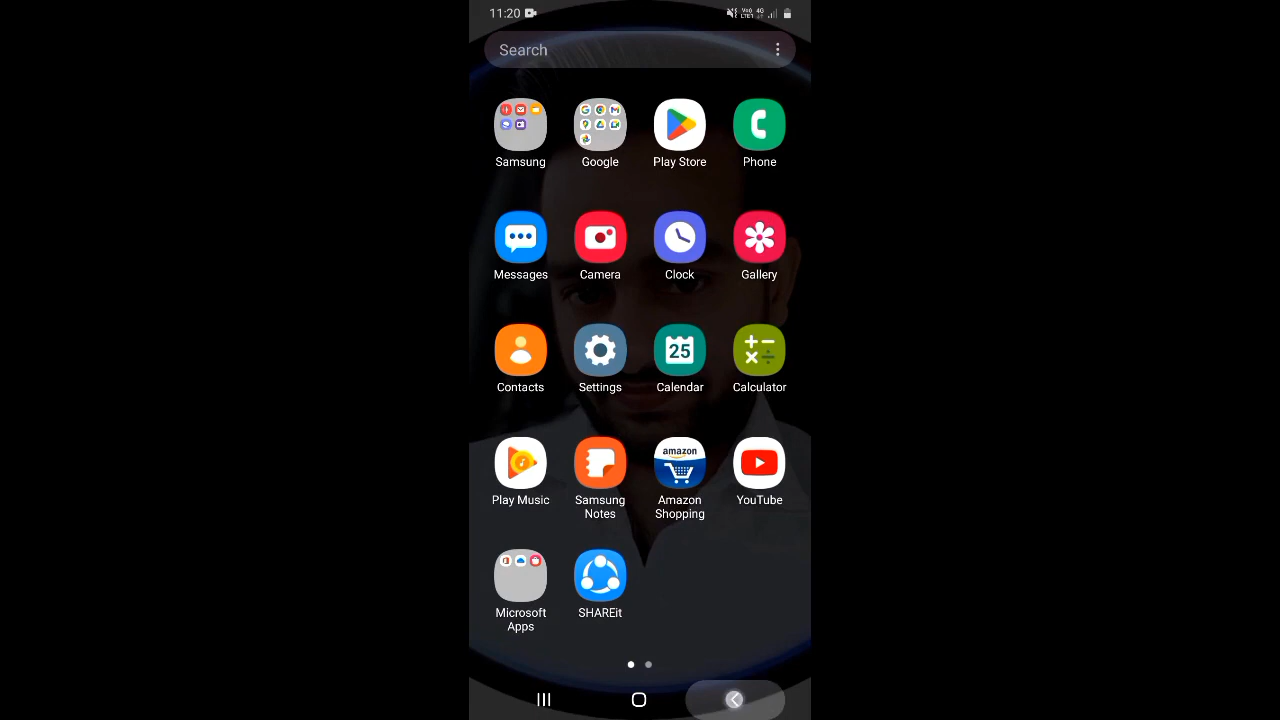 11:20
Search
Samsung
Google
Play Store
Phone
Messages
Camera
Clock
Gallery
Contacts
Settings
25
Calendar
Calculator
Play Music
Samsung
Notes
amazon
Amazon
Shopping
YouTube
Microsoft
Apps
SHAREit